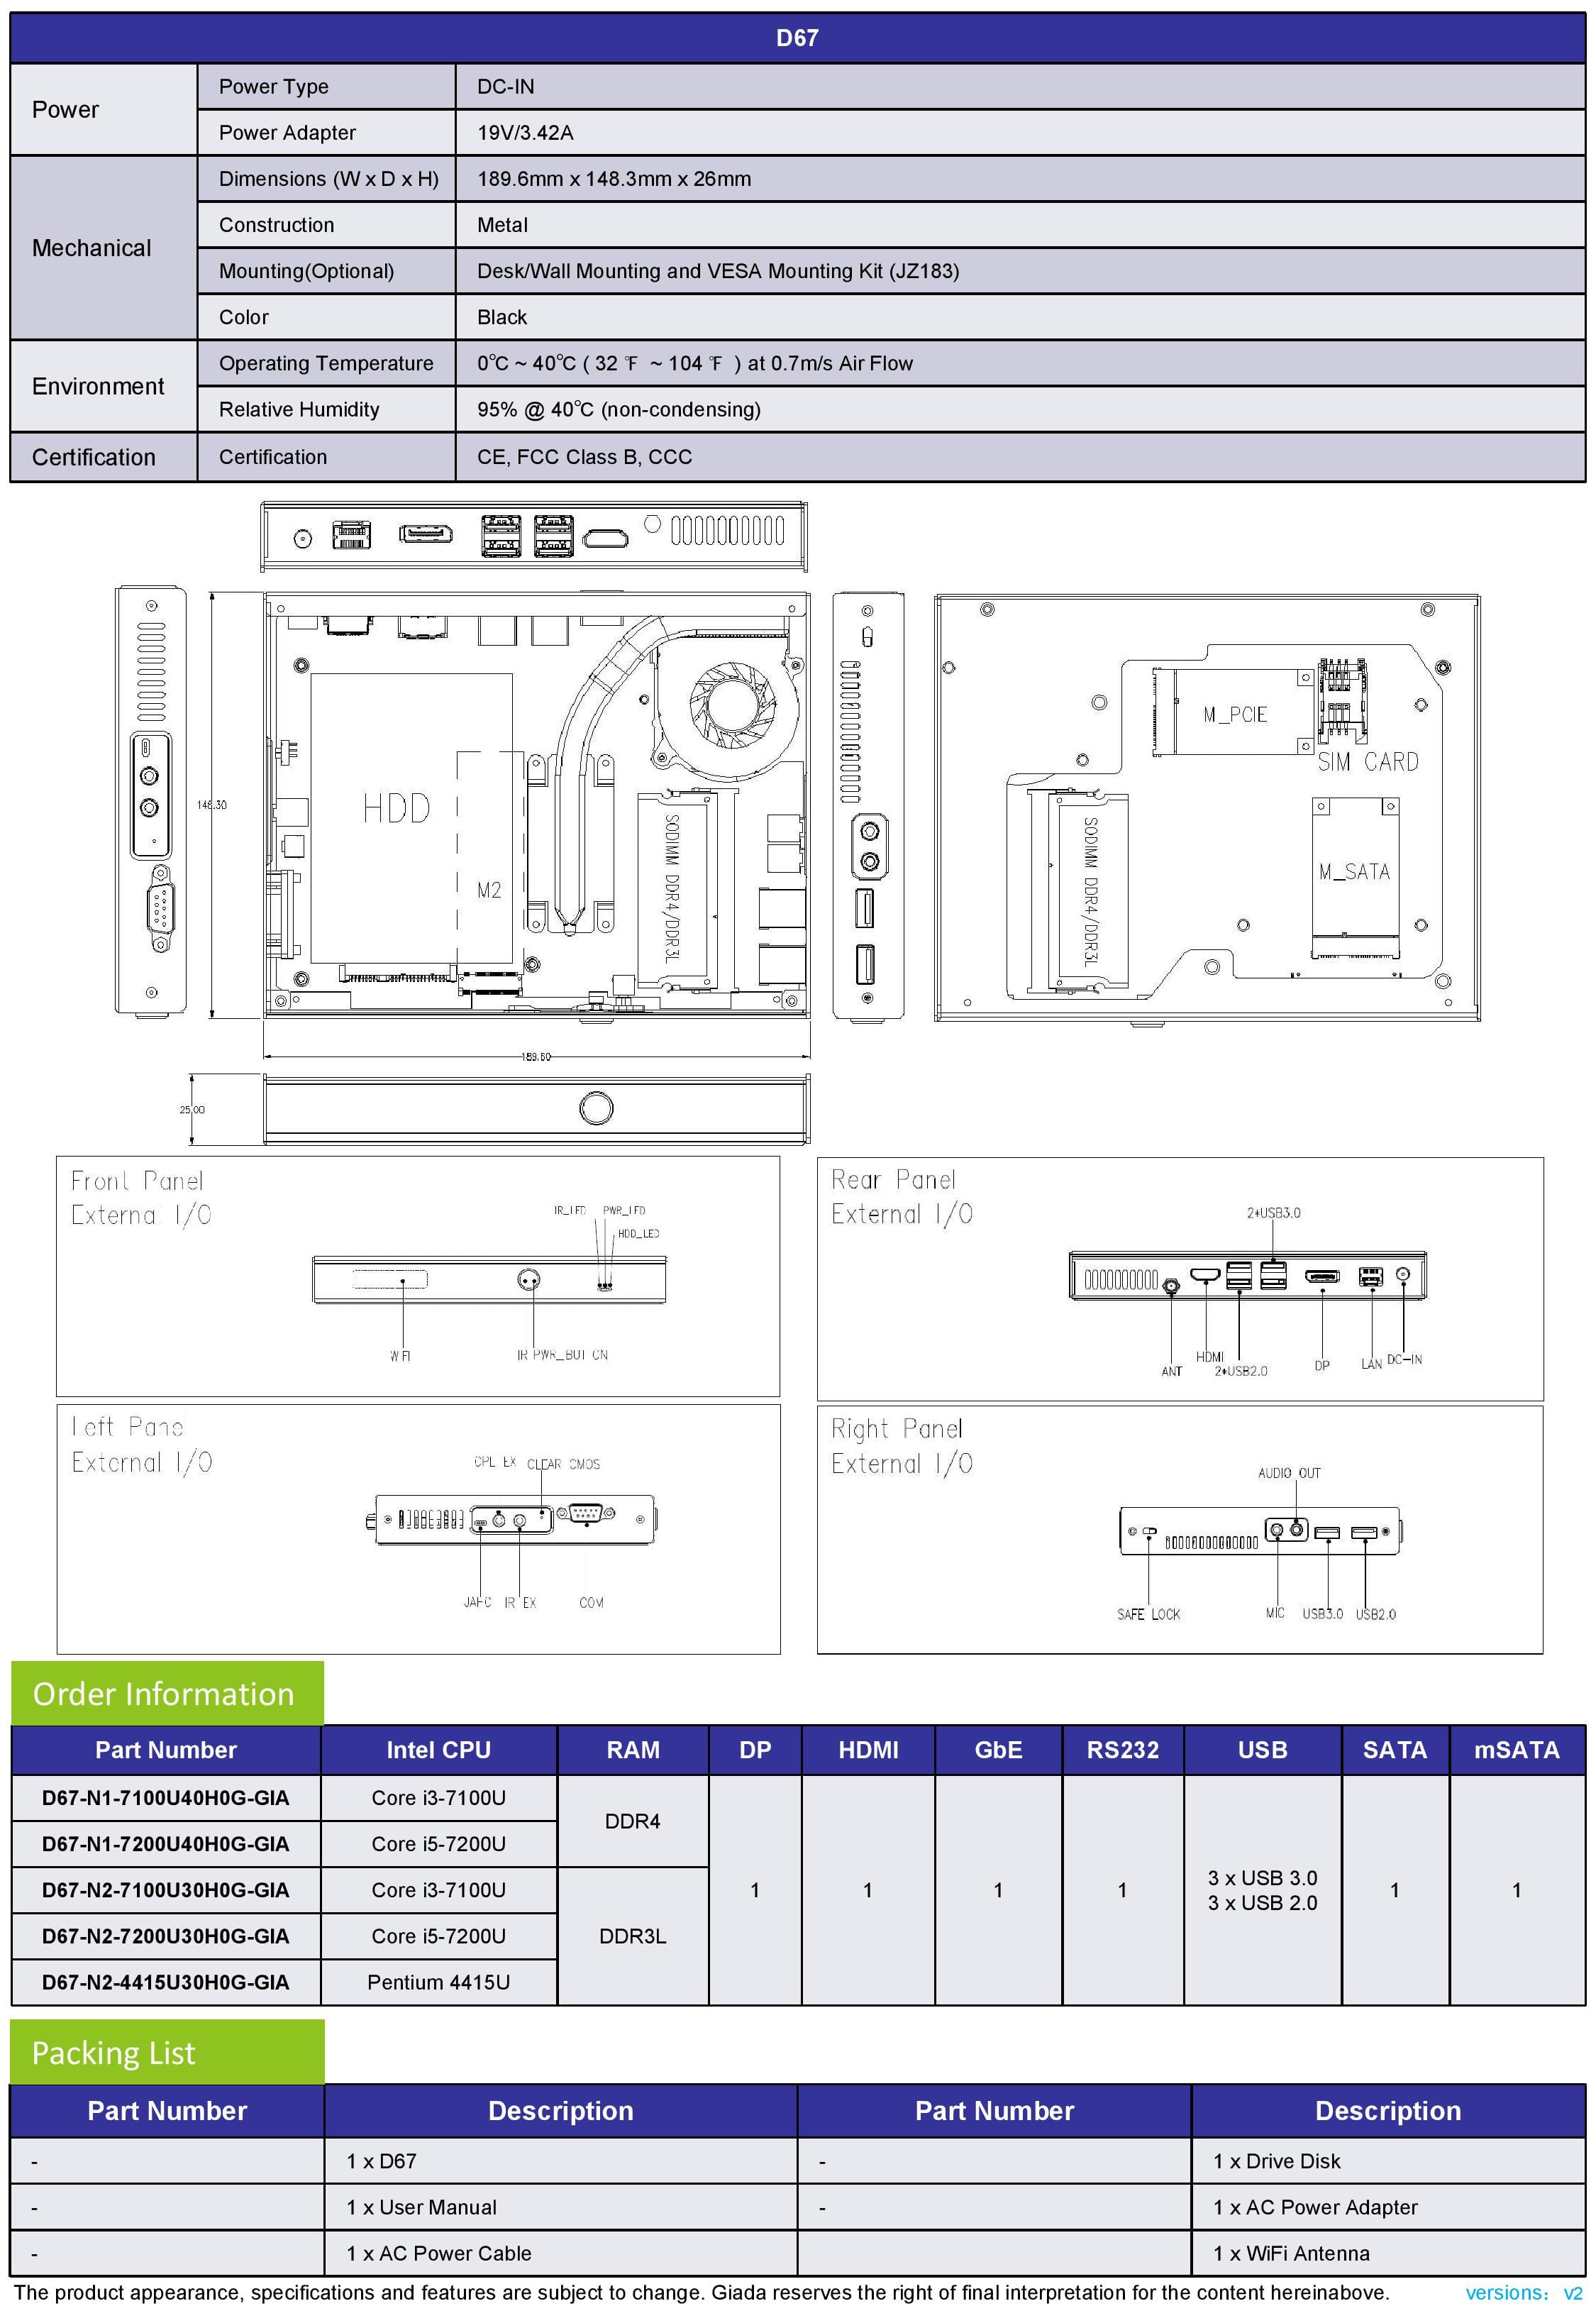 D67
Power
Power Type
DC-IN
Power Adapter
19V/3.42A
Mechanical
Dimensions (W x D x H)
189.6mm x 148.3mm x 26mm
Construction
Metal
Mounting(Optional)
Desk/Wall Mounting and VESA Mounting Kit (JZ183)
Color
Black
Environment
Operating Temperature
0℃ ~ 40℃ ( 32 ℉ ~ 104 ℉ ) at 0.7m/s Air Flow
Relative Humidity
95% @ 40℃ (non-condensing)
Certification
Certification
CE, FCC Class B, CCC
148.30
HDD
M2
SODIMM DDR4/DDR3L
M_PCIE
SIM CARD
SODIMM DDR4/DDR3L
M_SATA
189.60
25.00
Front Panel
External I/O
IR_LED PWR_LED
HDD_LED
WIFI
IR PWR_BUTTON
Rear Panel
External I/O
2*USB3.0
ANT
HDMI
2*USB2.0
DP
LAN
DC-IN
Left Panel
External I/O
CLEAR CMOS
IR EX
COM
Right Panel
External I/O
AUDIO OUT
SAFE LOCK
MIC
USB3.0
USB2.0
Order Information
Part Number Intel CPU RAM DP HDMI GbE RS232 USB SATA mSATA
D67-N1-7100U40H0G-GIA Core i3-7100U
DDR4
D67-N1-7200U40H0G-GIA Core i5-7200U
D67-N2-7100U30H0G-GIA Core i3-7100U
1 1 1 1
3 x USB 3.0
3 x USB 2.0
1 1
D67-N2-7200U30H0G-GIA Core i5-7200U
DDR3L
D67-N2-4415U30H0G-GIA Pentium 4415U
Packing List
Part Number Description Part Number Description
- 1 x D67 - 1 x Drive Disk
- 1 x User Manual - 1 x AC Power Adapter
- 1 x AC Power Cable 1 x WiFi Antenna
The product appearance, specifications and features are subject to change. Giada reserves the right of final interpretation for the content hereinabove. versions： v2